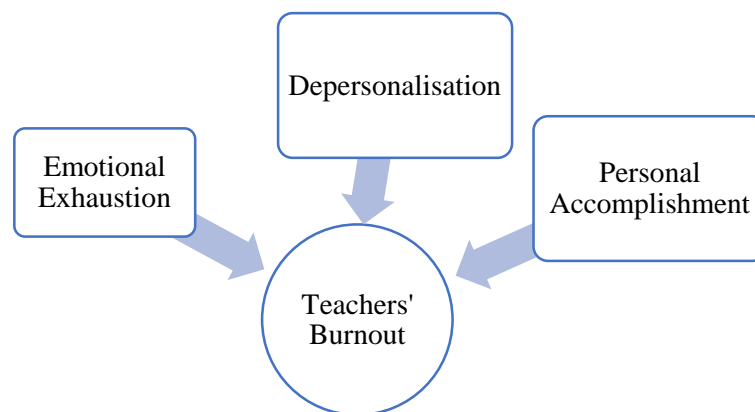 Depersonalisation
Emotional
Exhaustion
Personal
Accomplishment
Teachers'
Burnout